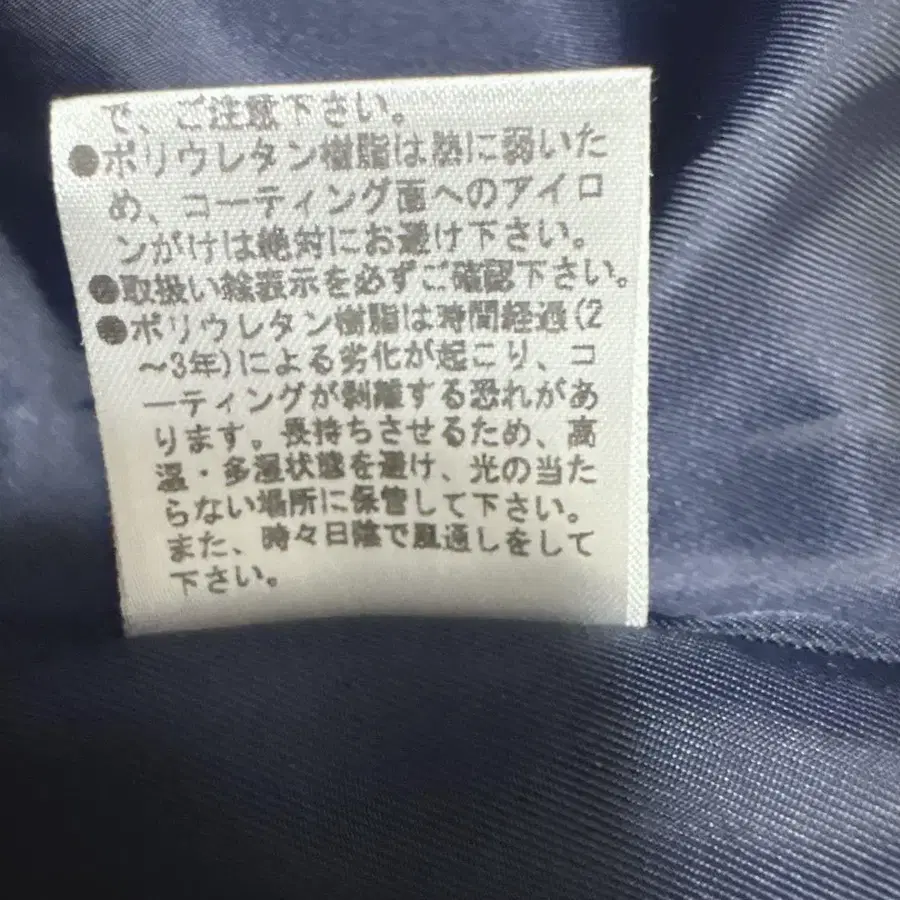 で、ご注意下さい。
●ポリウレタン樹脂は熱に弱いた
め、コーティング面へのアイロ
ンがけは絶対にお避け下さい。
●取扱い絵表示を必ずご確認下さい。
●ポリウレタン樹脂は時間経過(2
〜3年)による劣化が起こり、コ
ーティングが剥離する恐れがあ
ります。長持ちさせるため、高
温・多湿状態を避け、光の当た
らない場所に保管して下さい。
また、時々日陰で風通しをして
下さい。